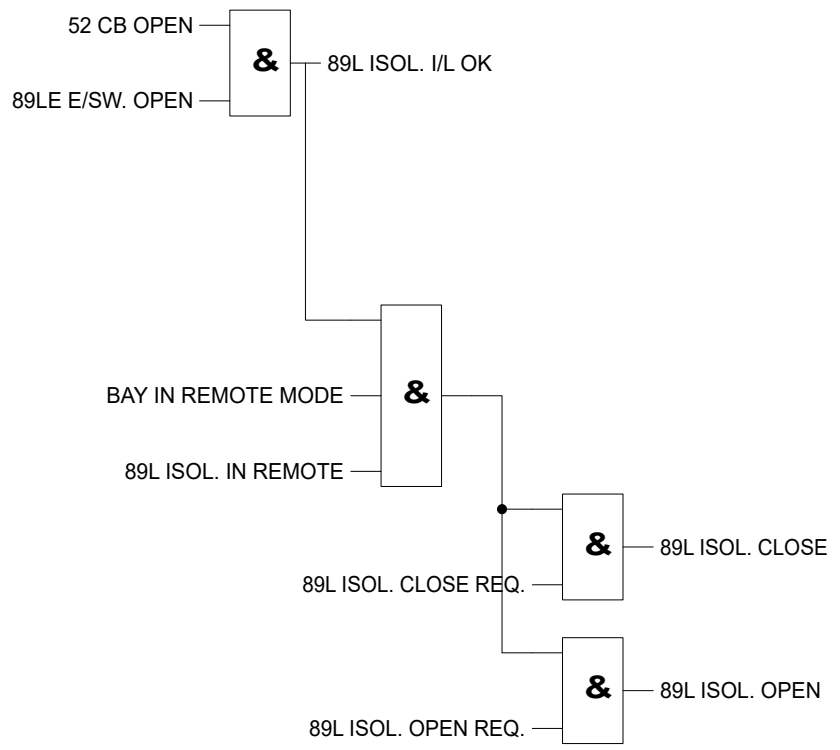 52 CB OPEN
&
89L ISOL. I/L OK
89LE E/SW. OPEN
BAY IN REMOTE MODE
&
89L ISOL. IN REMOTE
&
89L ISOL. CLOSE
89L ISOL. CLOSE REQ.
&
89L ISOL. OPEN
89L ISOL. OPEN REQ.